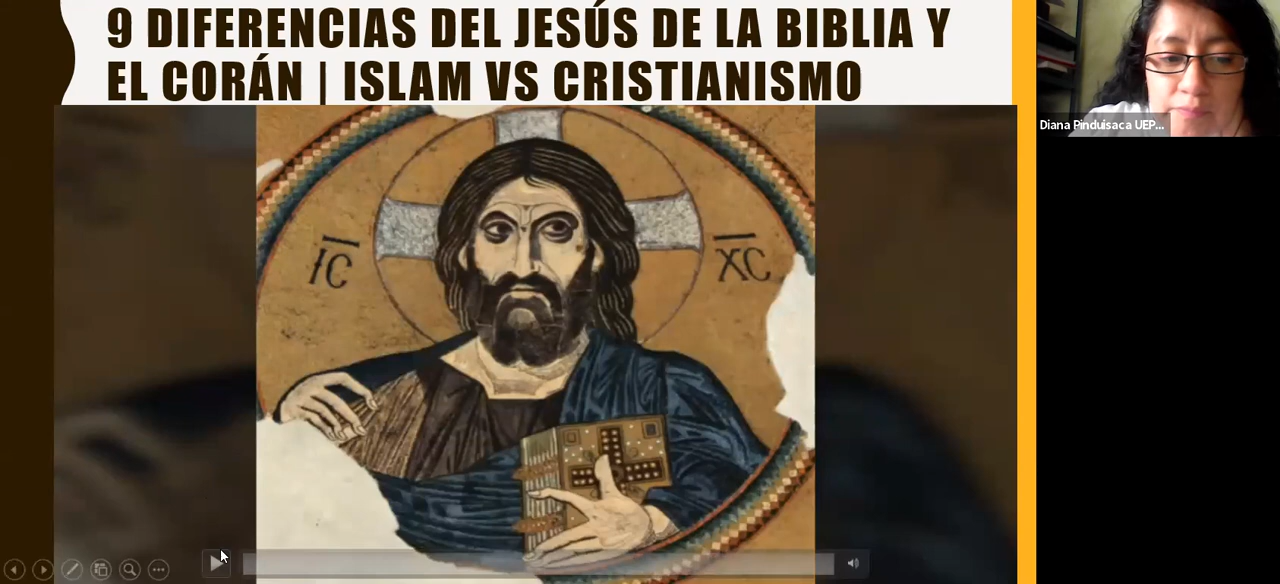 9 DIFERENCIAS DEL JESÚS DE LA BIBLIA Y
EL CORÁN | ISLAM VS CRISTIANISMO
Diana Pinduisaca UEP...
IC
XC